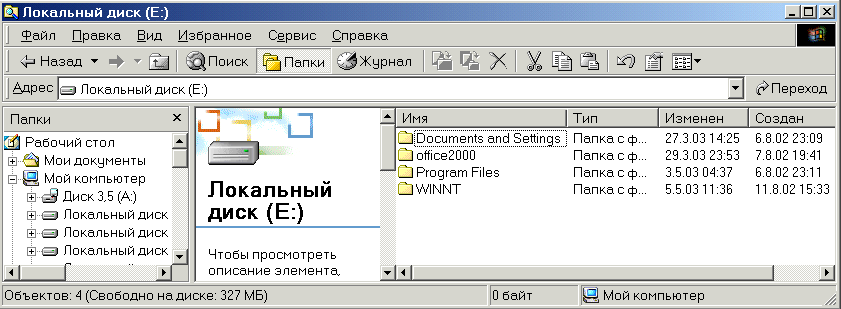 Локальный диск (E:)
Файл Правка Вид Избранное Сервис Справка
Назад Поиск Папки Журнал
Адрес Локальный диск (E:) Переход
Папки
Рабочий стол
Мои документы
Мой компьютер
Диск 3,5 (A:)
Локальный диск
Локальный диск
Локальный диск
Локальный
диск (E:)
Чтобы просмотреть
описание элемента,
Имя Тип Изменен Создан
Documents and Settings Папка с ф... 27.3.03 14:25 6.8.02 23:09
office2000 Папка с ф... 29.3.03 23:53 7.8.02 19:41
Program Files Папка с ф... 3.5.03 04:37 6.8.02 23:11
WINNT Папка с ф... 5.5.03 11:36 11.8.02 15:33
Объектов: 4 (Свободно на диске: 327 МБ) 0 байт Мой компьютер